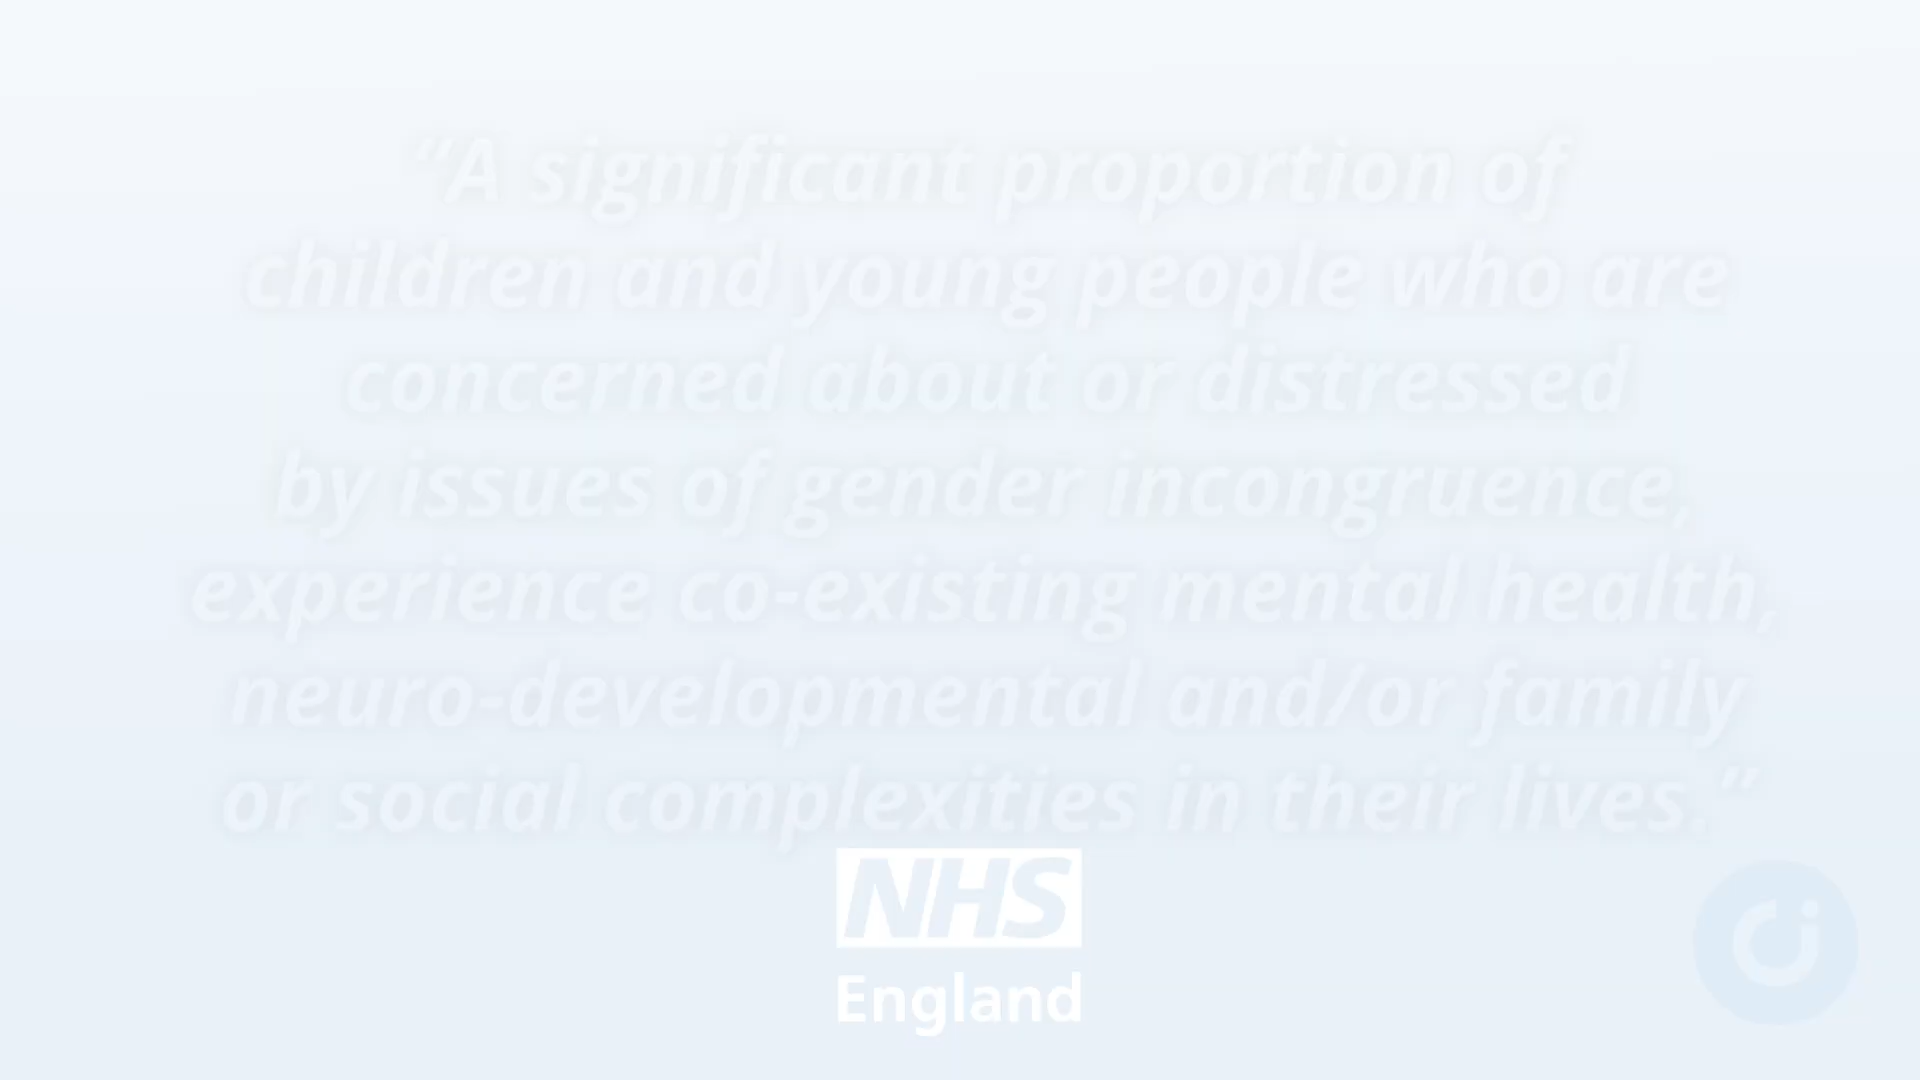 “A significant proportion of
children and young people who are
concerned about or distressed
by issues of gender incongruence,
experience co-existing mental health,
neuro-developmental and/or family
or social complexities in their lives.”
NHS
England